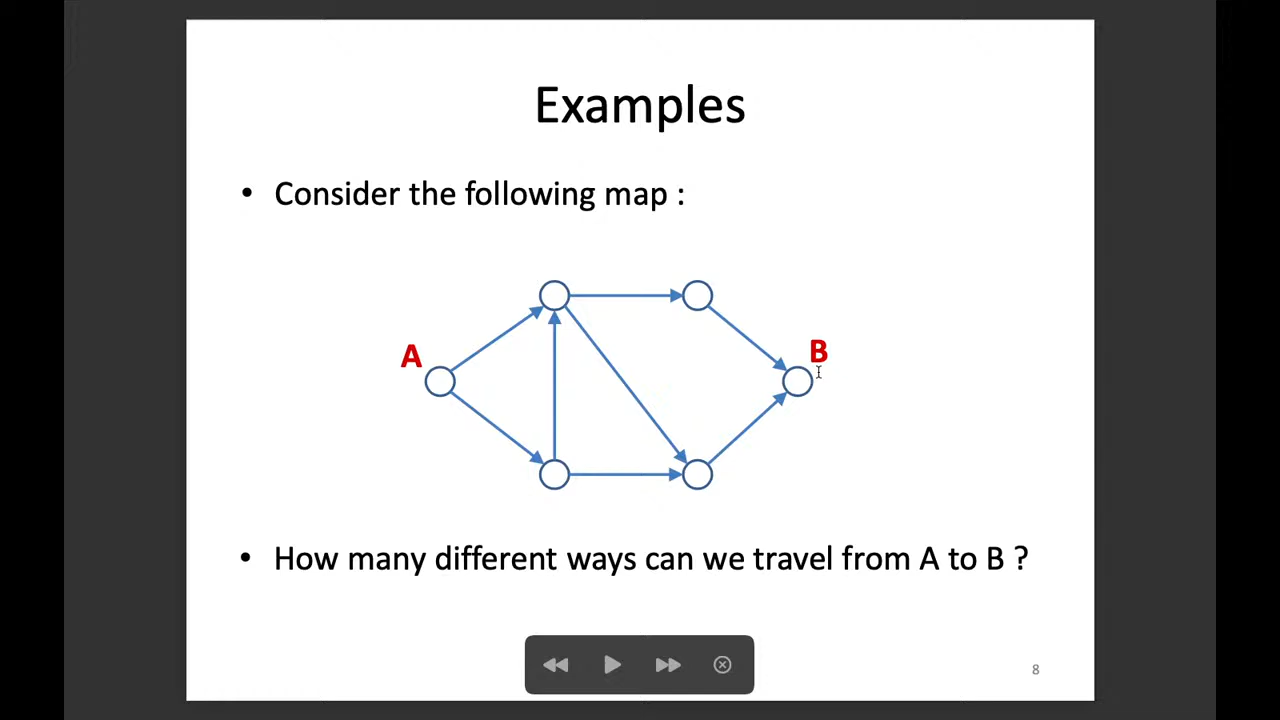 Examples
• Consider the following map :
A
B
• How many different ways can we travel from A to B ?
8